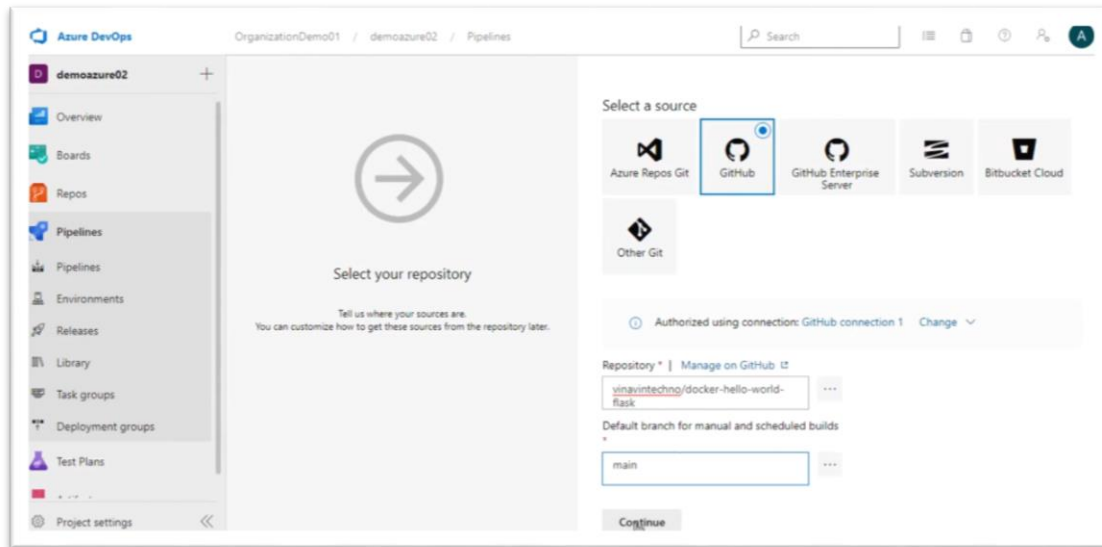 Azure DevOps
OrganizationDemo01 / demoazure02 / Pipelines
Search
A
D demoazure02 +
Overview
Boards
Repos
Pipelines
Pipelines
Environments
Releases
Library
Task groups
Deployment groups
Test Plans
Project settings
Select your repository
Tell us where your sources are.
You can customize how to get these sources from the repository later.
Select a source
Azure Repos Git
GitHub
GitHub Enterprise
Server
Subversion
Bitbucket Cloud
Other Git
Authorized using connection: GitHub connection 1 Change
Repository * | Manage on GitHub
vinavintechno/docker-hello-world-
flask
Default branch for manual and scheduled builds
*
main
Continue